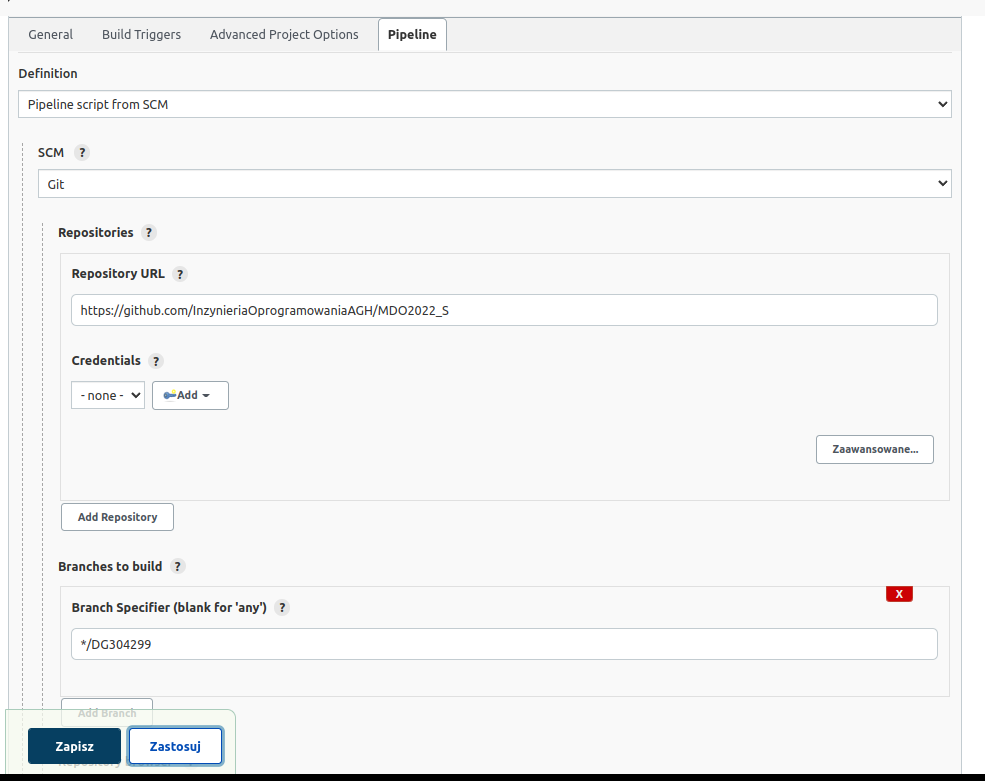 General Build Triggers Advanced Project Options Pipeline
Definition
Pipeline script from SCM
SCM ?
Git
Repositories ?
Repository URL ?
https://github.com/InzynieriaOprogramowaniaAGH/MDO2022_S
Credentials ?
- none - Add
Zaawansowane...
Add Repository
Branches to build ?
X
Branch Specifier (blank for 'any') ?
*/DG304299
Add Branch
Zapisz Zastosuj